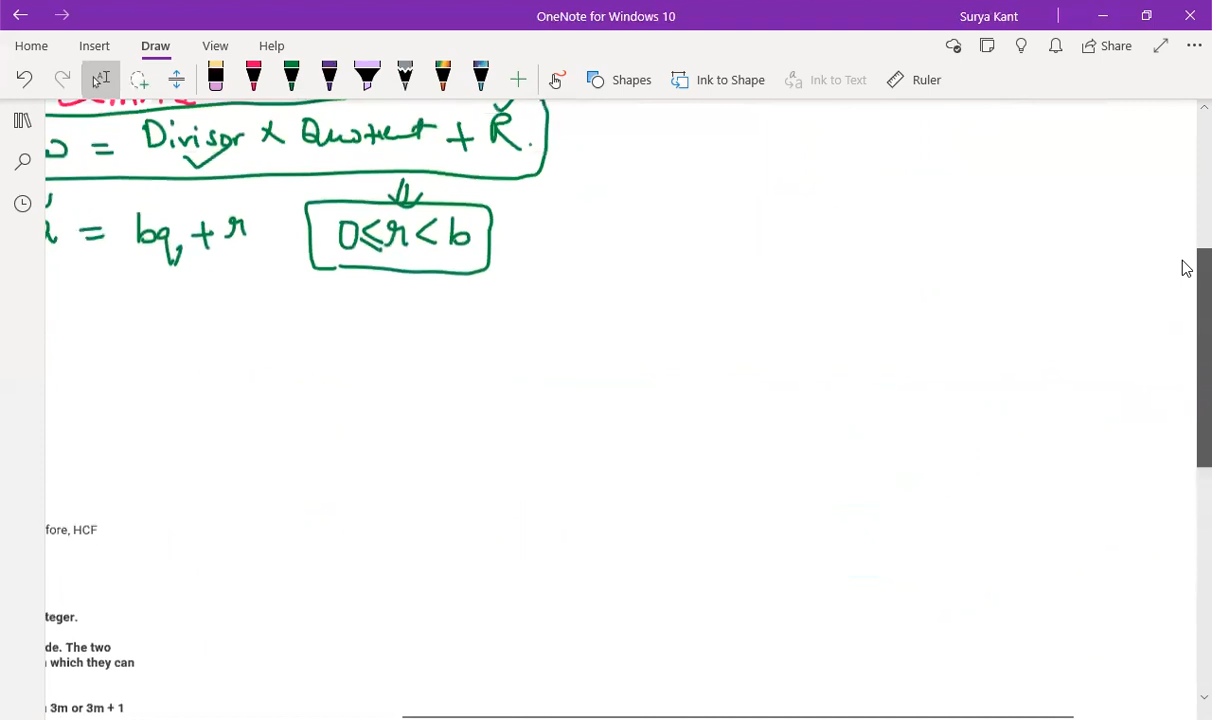 OneNote for Windows 10
Surya Kant
Home Insert Draw View Help
Share
Shapes
Ink to Shape
Ink to Text
Ruler
= Divisor × Quotient + R.
= bq + r
0≤r<b
fore, HCF
teger.
de. The two
which they can
3m or 3m + 1